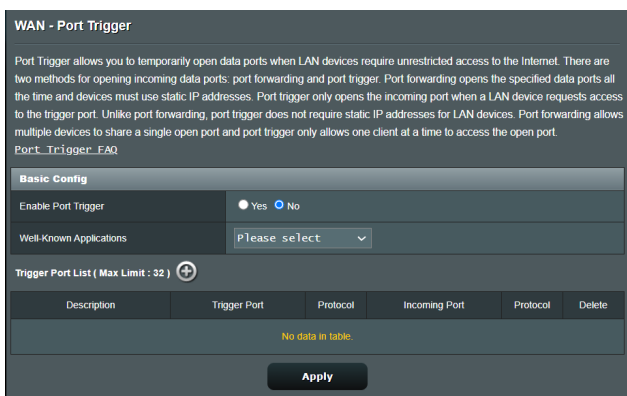 WAN - Port Trigger
Port Trigger allows you to temporarily open data ports when LAN devices require unrestricted access to the Internet. There are
two methods for opening incoming data ports: port forwarding and port trigger. Port forwarding opens the specified data ports all
the time and devices must use static IP addresses. Port trigger only opens the incoming port when a LAN device requests access
to the trigger port. Unlike port forwarding, port trigger does not require static IP addresses for LAN devices. Port forwarding allows
multiple devices to share a single open port and port trigger only allows one client at a time to access the open port.
Port Trigger FAQ
Basic Config
Enable Port Trigger Yes No
Well-Known Applications Please select
Trigger Port List ( Max Limit : 32 )
Description Trigger Port Protocol Incoming Port Protocol Delete
No data in table.
Apply